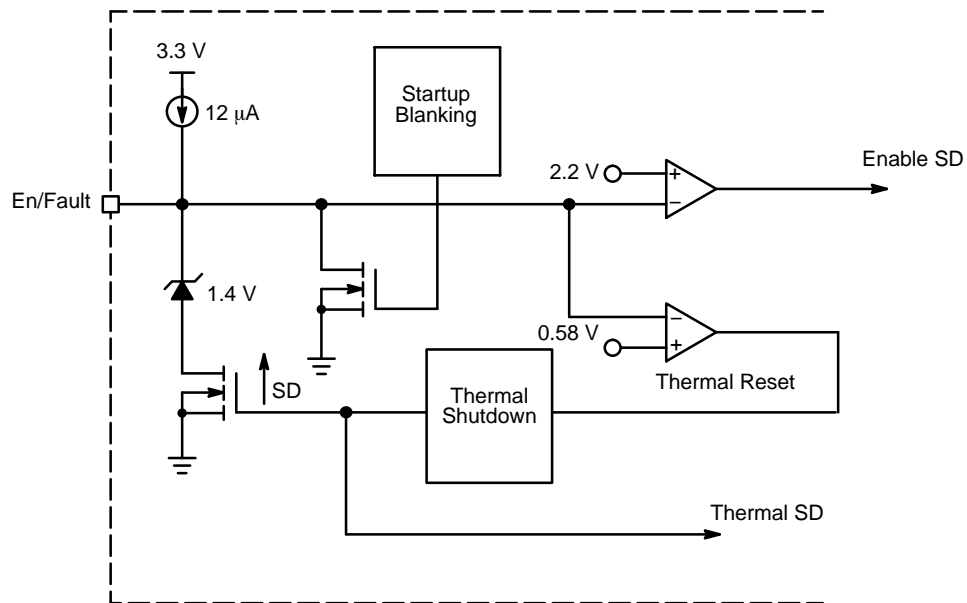 3.3 V
12 μA
Startup
Blanking
2.2 V
+
−
Enable SD
En/Fault
1.4 V
−
0.58 V
+
Thermal Reset
SD
Thermal
Shutdown
Thermal SD